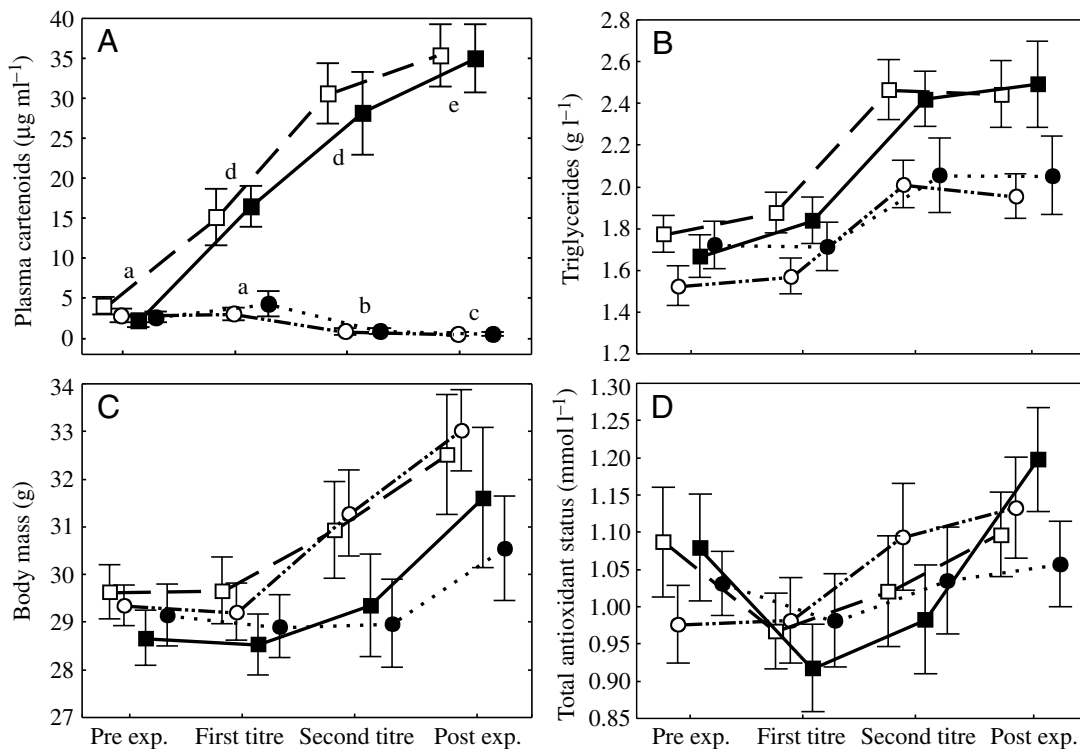 A
Plasma cartenoids (µg ml⁻¹)
40
35
30
25
20
15
10
5
0
a
d
a
d
b
e
c
B
Triglycerides (g l⁻¹)
2.8
2.6
2.4
2.2
2.0
1.8
1.6
1.4
1.2
C
Body mass (g)
34
33
32
31
30
29
28
27
Pre exp. First titre Second titre Post exp.
D
Total antioxidant status (mmol l⁻¹)
1.30
1.25
1.20
1.15
1.10
1.05
1.00
0.95
0.90
0.85
Pre exp. First titre Second titre Post exp.